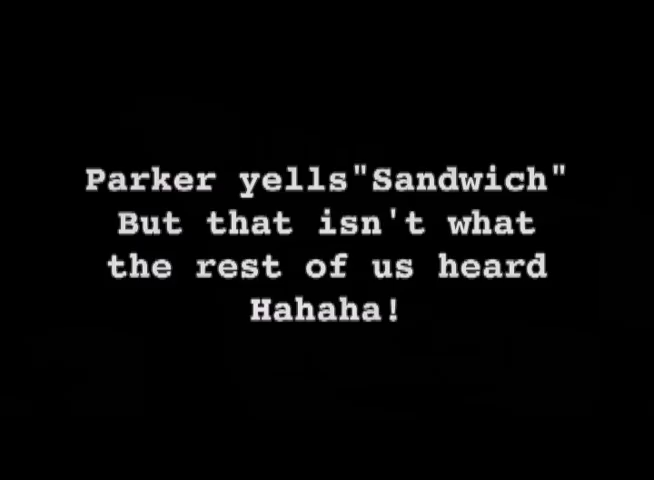 Parker yells"Sandwich"
But that isn't what
the rest of us heard
Hahaha!